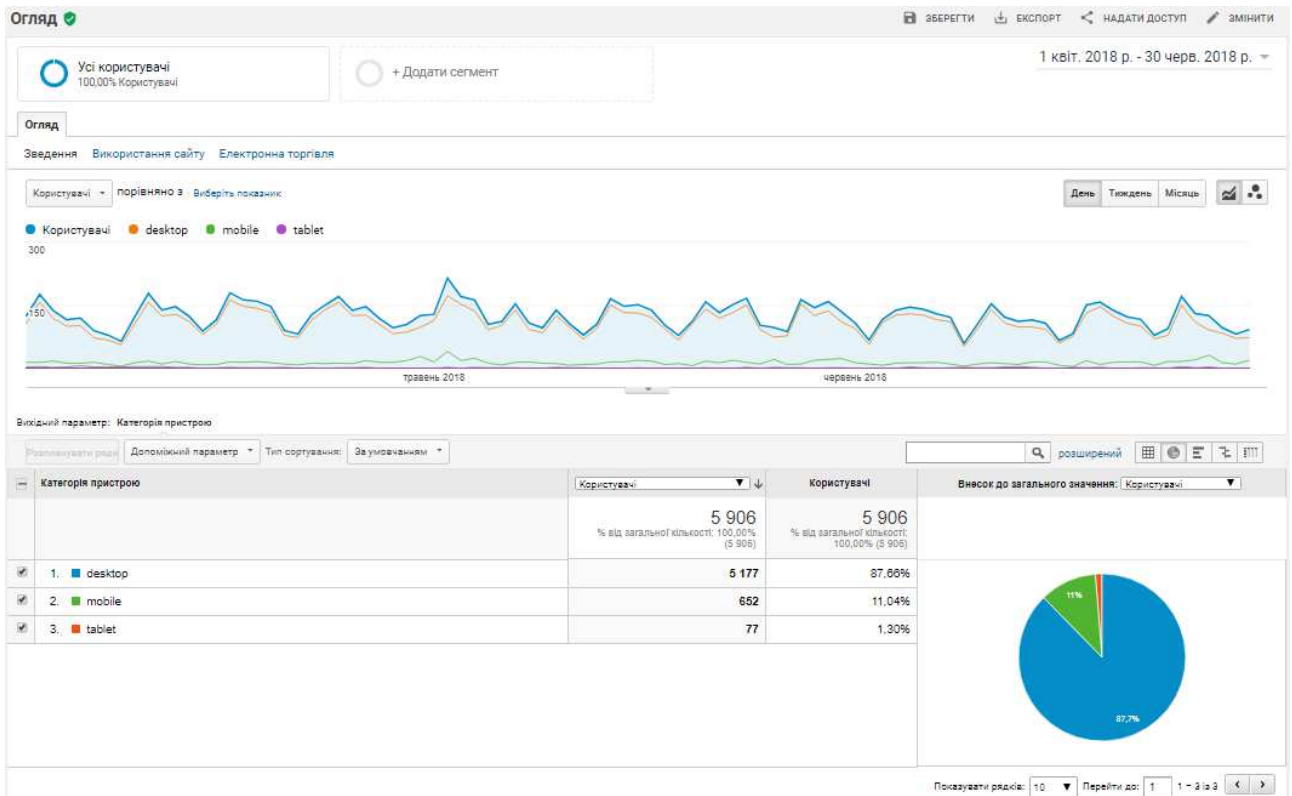 Огляд
ЗБЕРЕГТИ ЕКСПОРТ НАДАТИ ДОСТУП ЗМІНИТИ
Усі користувачі
100,00% Користувачі
+ Додати сегмент
1 квіт. 2018 р. - 30 черв. 2018 р.
Огляд
Зведення Використання сайту Електронна торгівля
Користувачі порівняно з Виберіть показник
День Тиждень Місяць
Користувачі desktop mobile tablet
300
150
травень 2018 червень 2018
Вихідний параметр: Категорія пристрою
Розпланувати ряди Допоміжний параметр Тип сортування: За умовчанням розширений
Категорія пристрою Користувачі Користувачі Внесок до загального значення: Користувачі
5 906 5 906
% від загальної кількості: 100,00% (5 906) % від загальної кількості: 100,00% (5 906)
1. desktop 5 177 87,66%
2. mobile 652 11,04%
3. tablet 77 1,30%
11%
87,7%
Показувати рядків: 10 Перейти до: 1 1 – 3 із 3